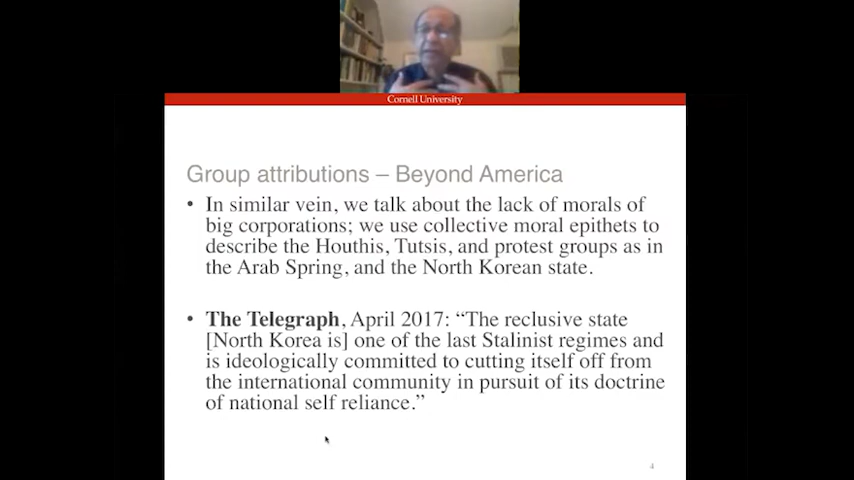 Cornell University
Group attributions – Beyond America
• In similar vein, we talk about the lack of morals of
big corporations; we use collective moral epithets to
describe the Houthis, Tutsis, and protest groups as in
the Arab Spring, and the North Korean state.
• The Telegraph, April 2017: “The reclusive state
[North Korea is] one of the last Stalinist regimes and
is ideologically committed to cutting itself off from
the international community in pursuit of its doctrine
of national self reliance.”
4